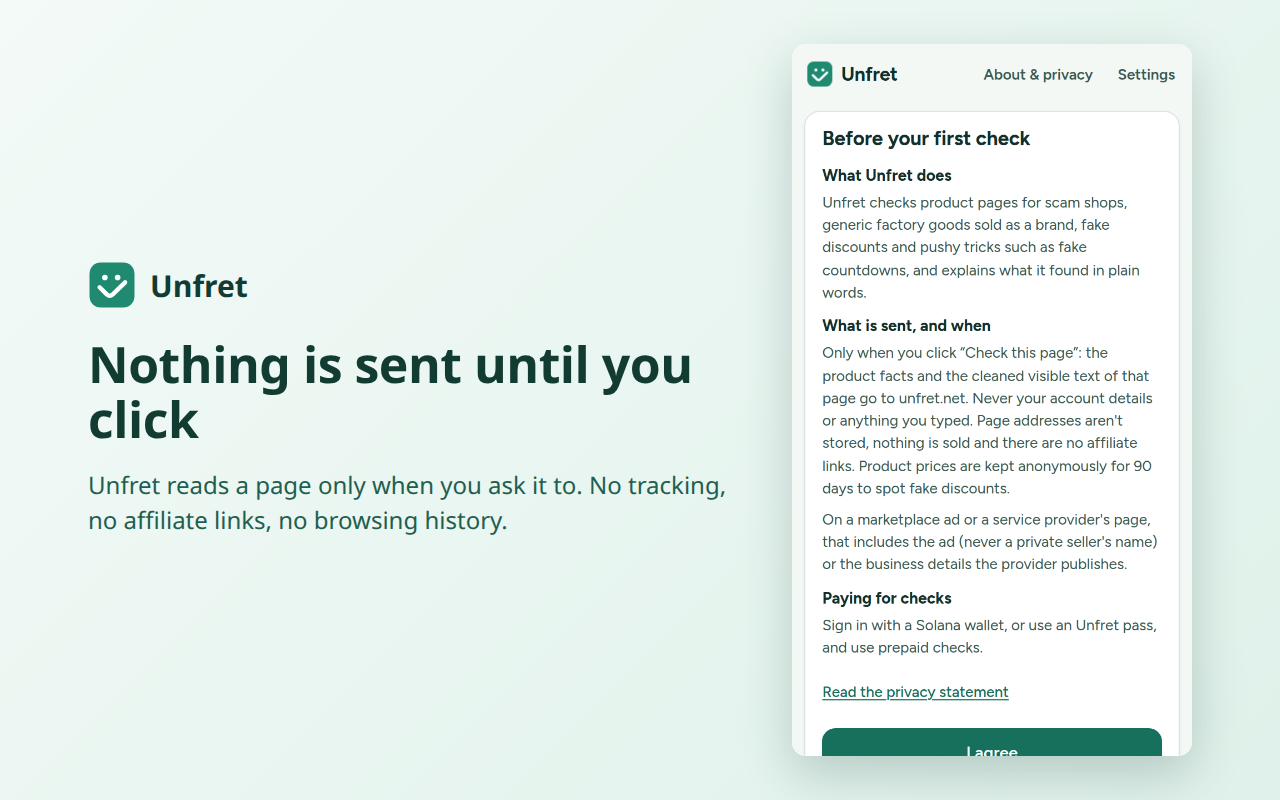 Unfret
Nothing is sent until you
click
Unfret reads a page only when you ask it to. No tracking,
no affiliate links, no browsing history.
Unfret
About & privacy
Settings
Before your first check
What Unfret does
Unfret checks product pages for scam shops,
generic factory goods sold as a brand, fake
discounts and pushy tricks such as fake
countdowns, and explains what it found in plain
words.
What is sent, and when
Only when you click “Check this page”: the
product facts and the cleaned visible text of that
page go to unfret.net. Never your account details
or anything you typed. Page addresses aren't
stored, nothing is sold and there are no affiliate
links. Product prices are kept anonymously for 90
days to spot fake discounts.
On a marketplace ad or a service provider's page,
that includes the ad (never a private seller's name)
or the business details the provider publishes.
Paying for checks
Sign in with a Solana wallet, or use an Unfret pass,
and use prepaid checks.
Read the privacy statement
I agree